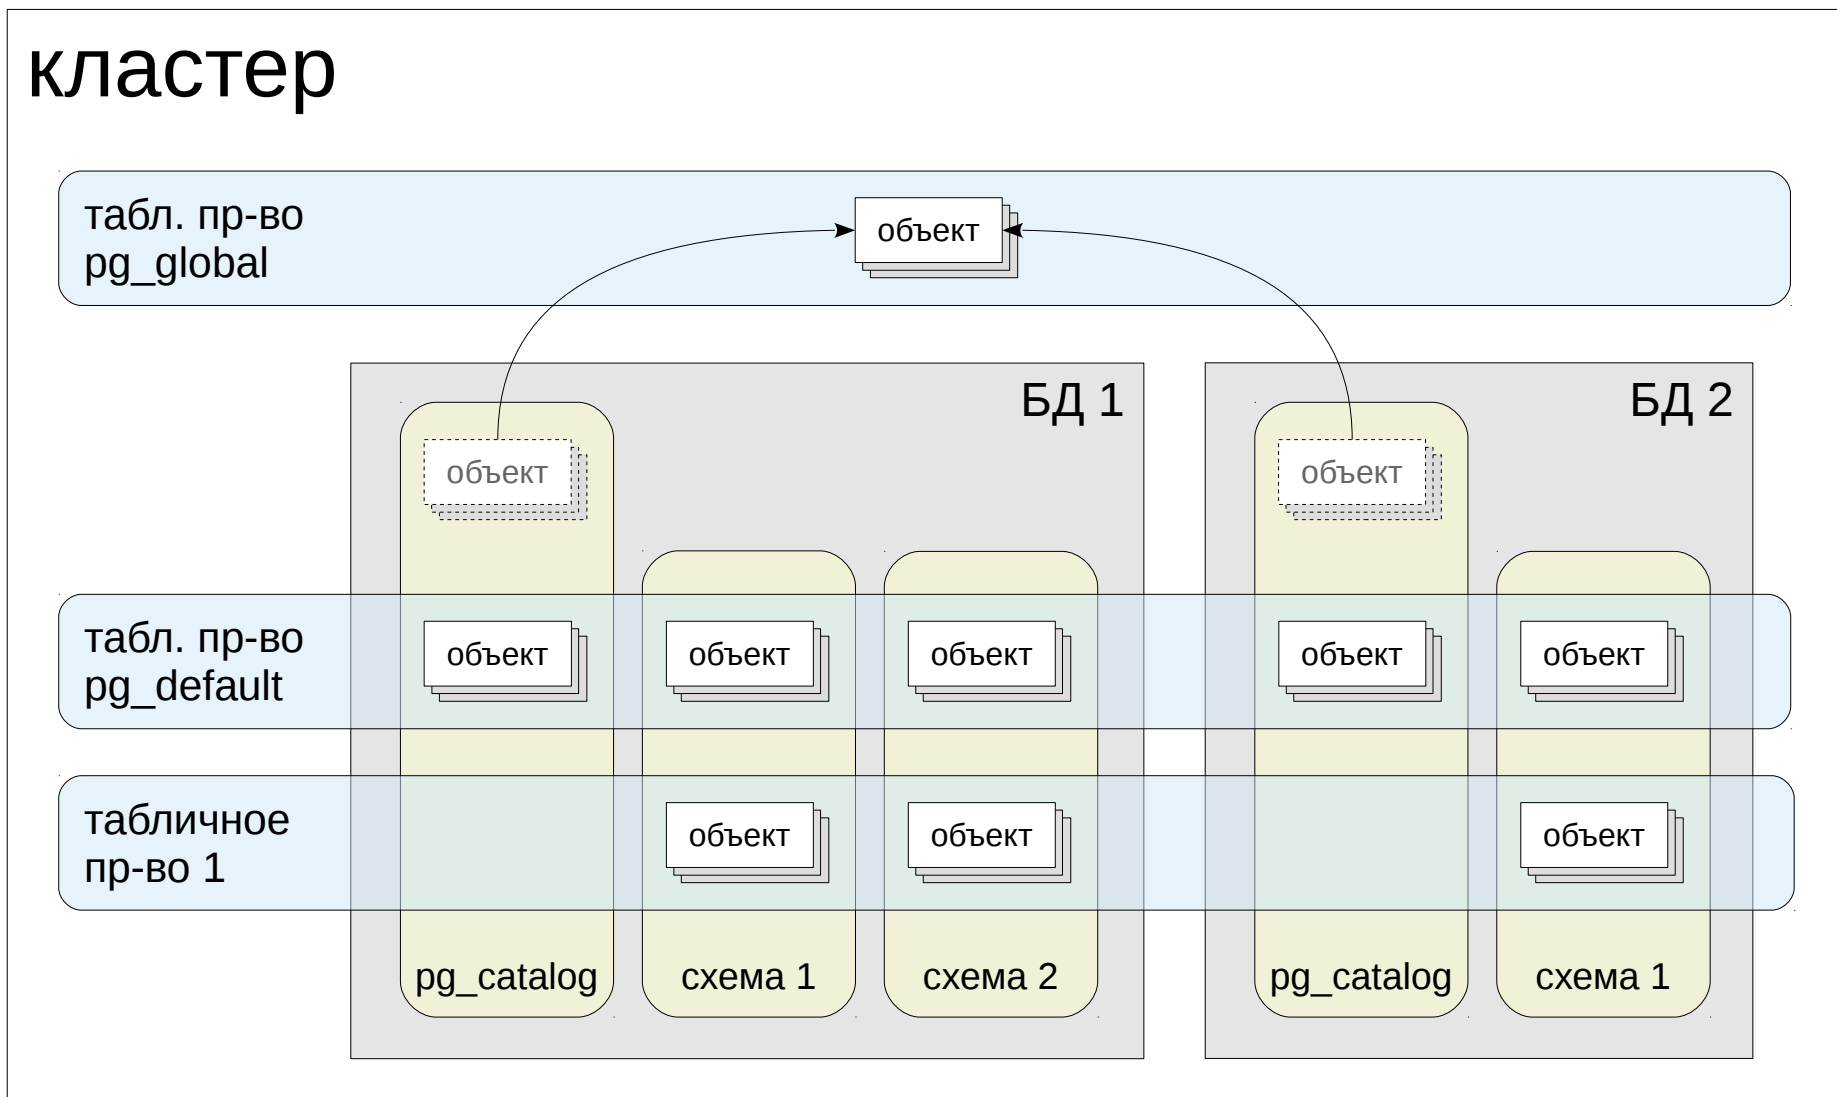 кластер
табл. пр-во
pg_global
объект
БД 1
БД 2
объект
объект
табл. пр-во
pg_default
объект
объект
объект
объект
объект
табличное
пр-во 1
объект
объект
объект
pg_catalog
схема 1
схема 2
pg_catalog
схема 1